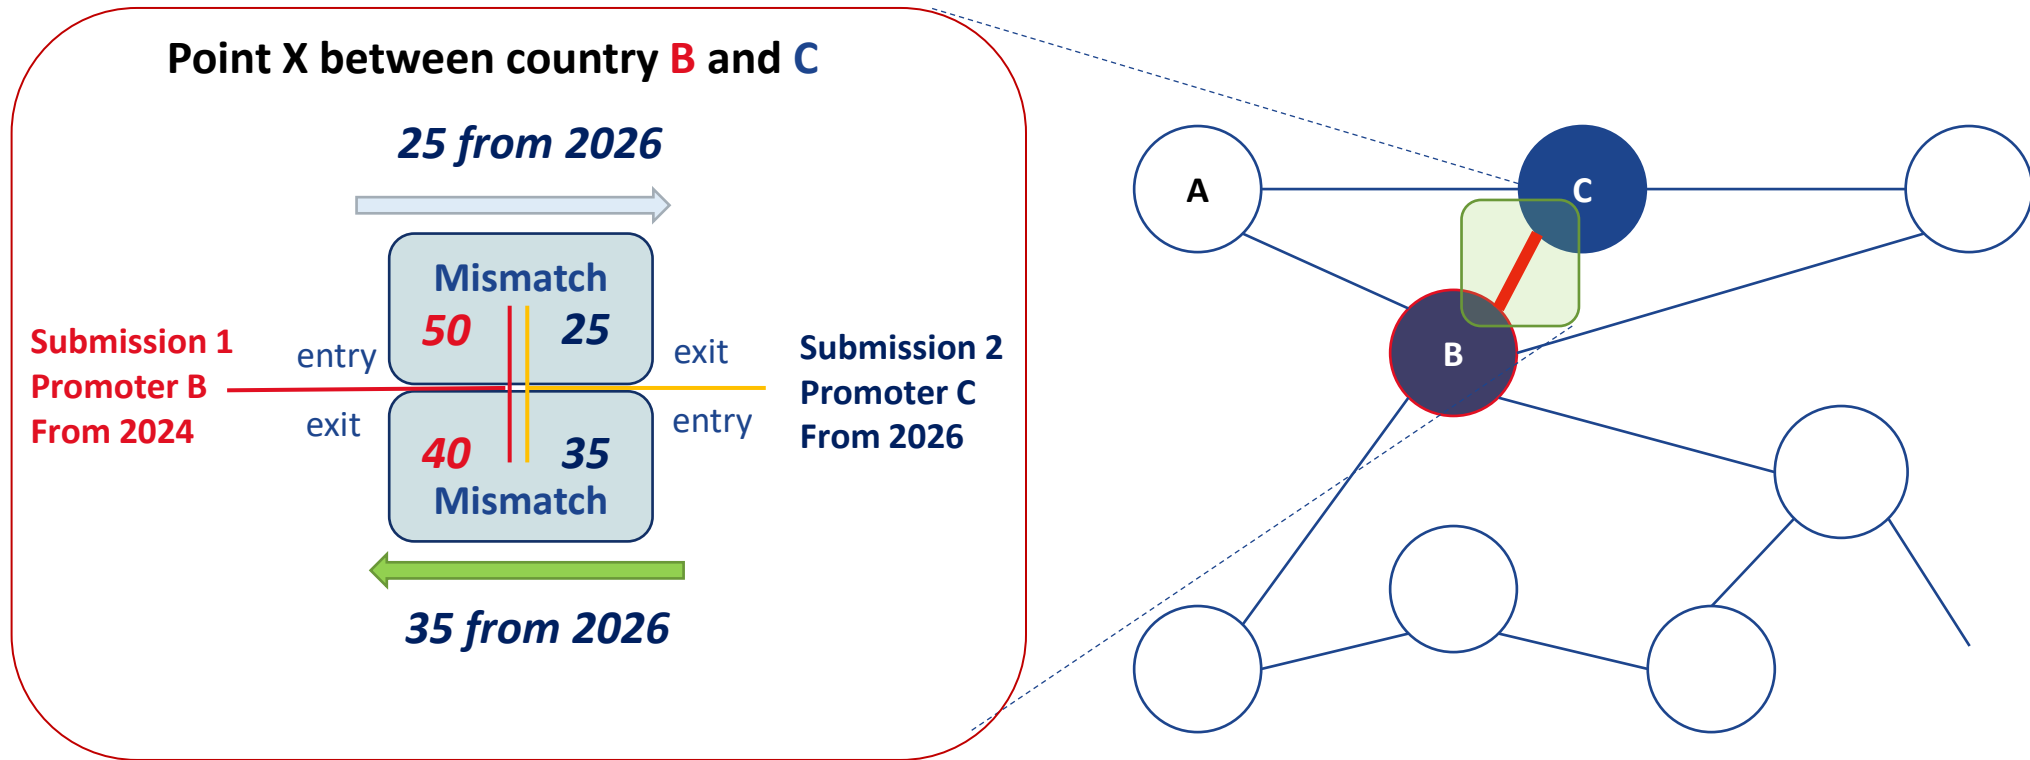 Point X between country B and C
25 from 2026
Mismatch
50 25
Submission 1
Promoter B
From 2024
entry
exit
exit
entry
Submission 2
Promoter C
From 2026
40 35
Mismatch
35 from 2026
A
C
B